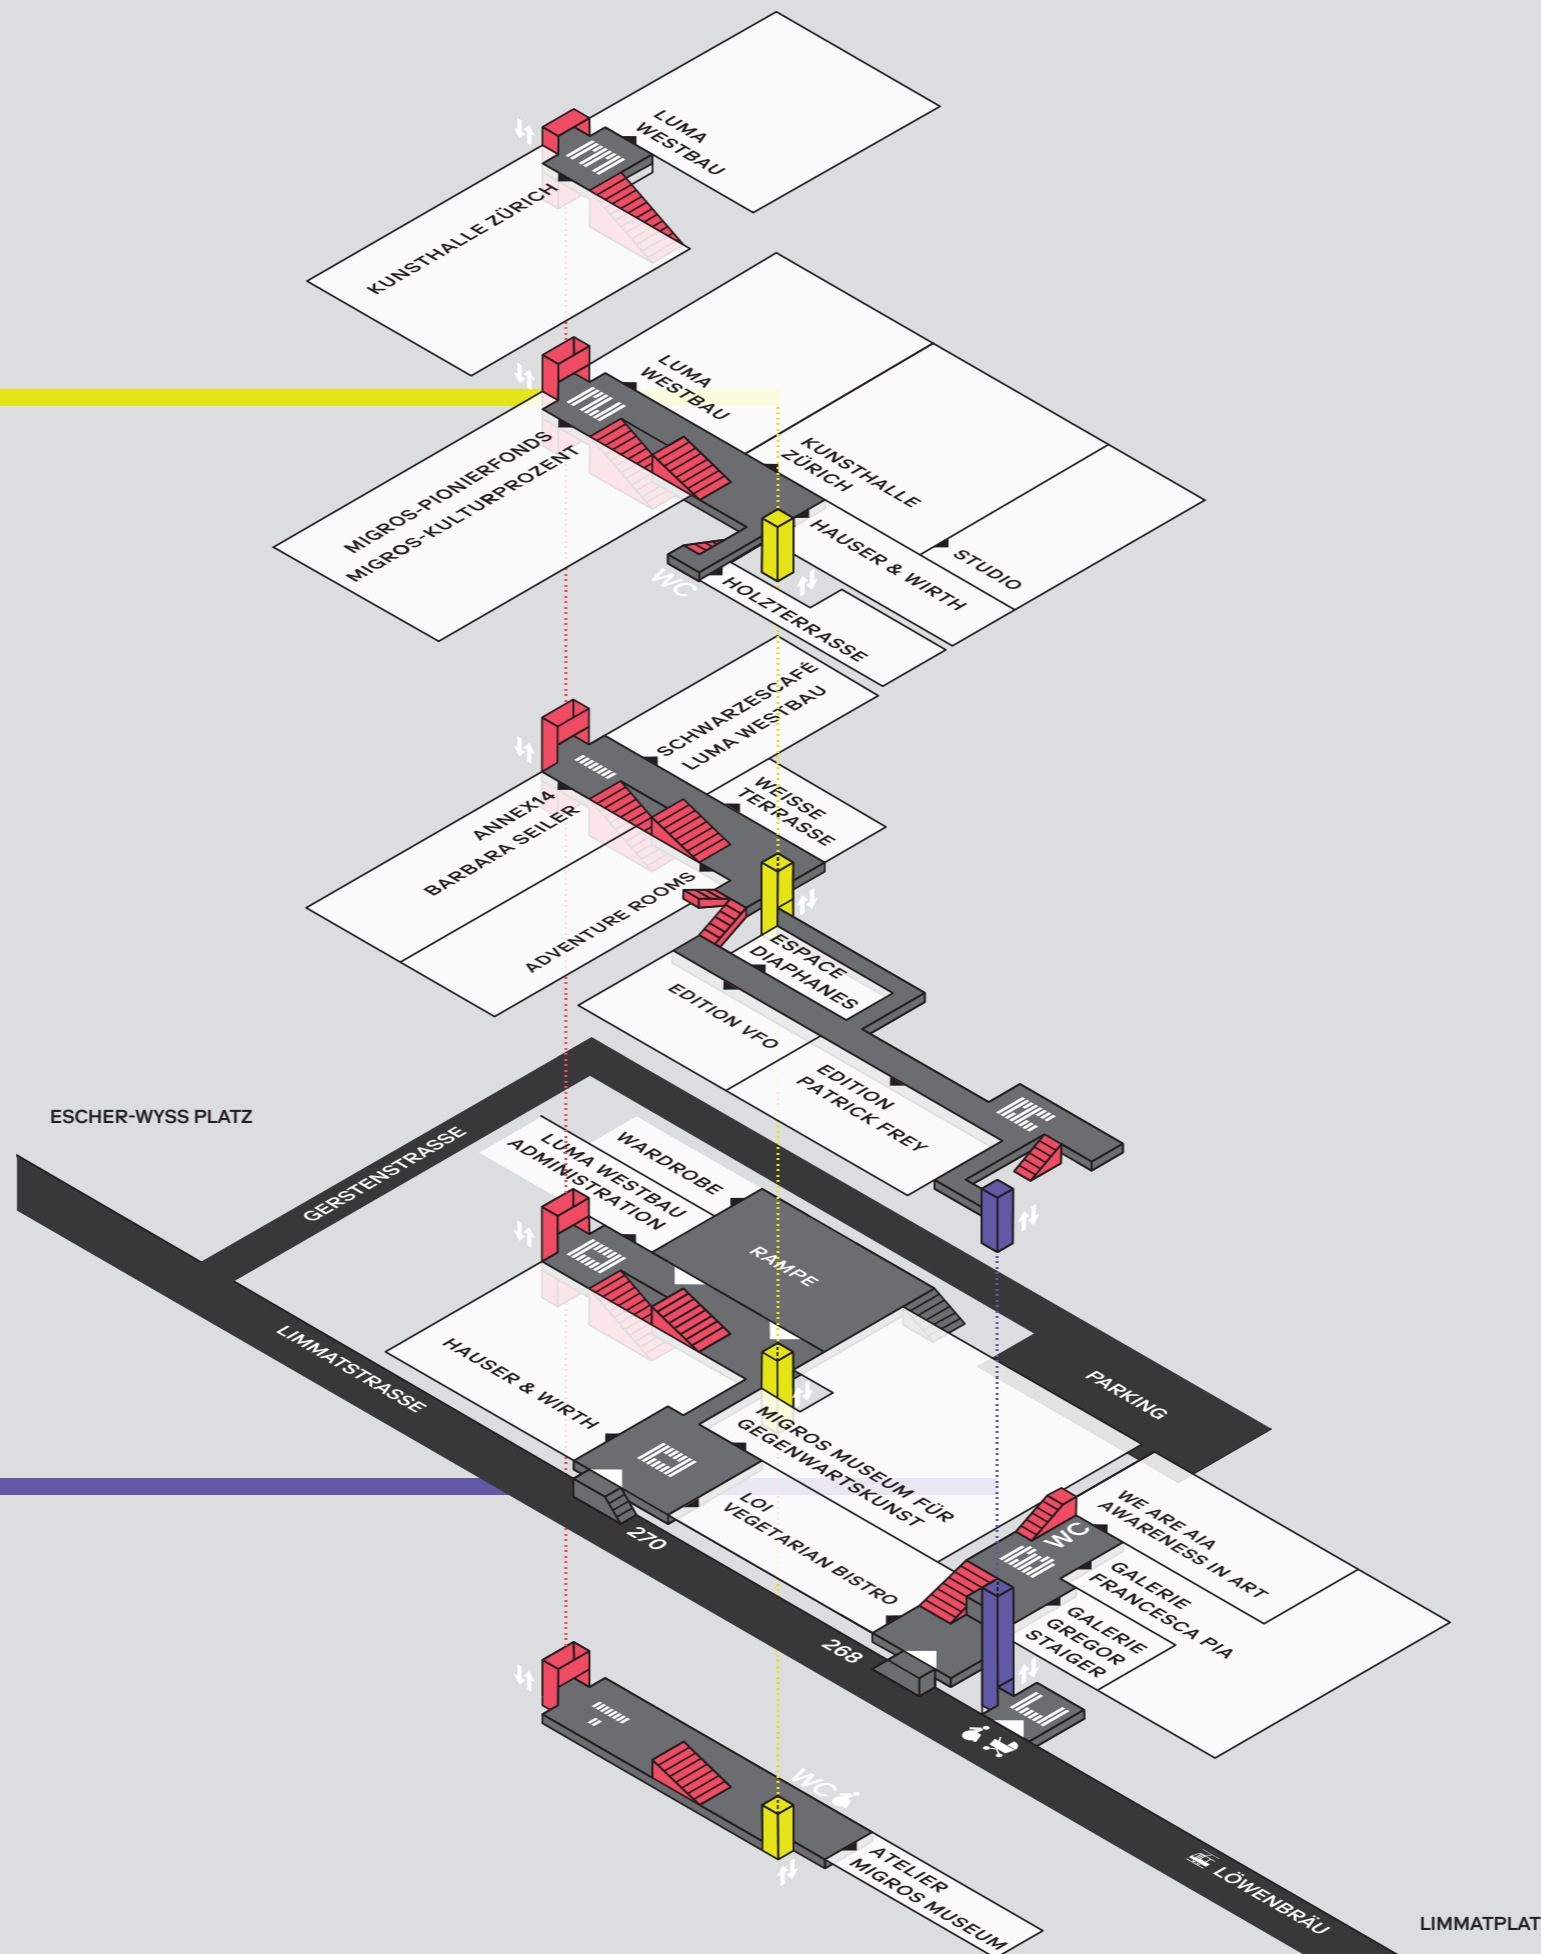 LUMA
WESTBAU
KUNSTHALLE ZÜRICH
LUMA
WESTBAU
KUNSTHALLE
ZÜRICH
MIGROS-PIONIERFONDS
MIGROS-KULTURPROZENT
HAUSER & WIRTH
STUDIO
WC
HOLZTERRASSE
SCHWARZESCAFÉ
LUMA WESTBAU
WEISSE
TERRASSE
ANNEX14
BARBARA SEILER
ADVENTURE ROOMS
ESPACE
DIAPHANES
EDITION VFO
EDITION
PATRICK FREY
ESCHER-WYSS PLATZ
GERSTENSTRASSE
WARDROBE
LUMA WESTBAU
ADMINISTRATION
RAMPE
LIMMATSTRASSE
HAUSER & WIRTH
PARKING
MIGROS MUSEUM FÜR
GEGENWARTSKUNST
LOI
VEGETARIAN BISTRO
WE ARE AIA
AWARENESS IN ART
WC
270
GALERIE
FRANCESCA PIA
GALERIE
GREGOR
STAIGER
268
WC
ATELIER
MIGROS MUSEUM
LÖWENBRÄU
LIMMATPLAT